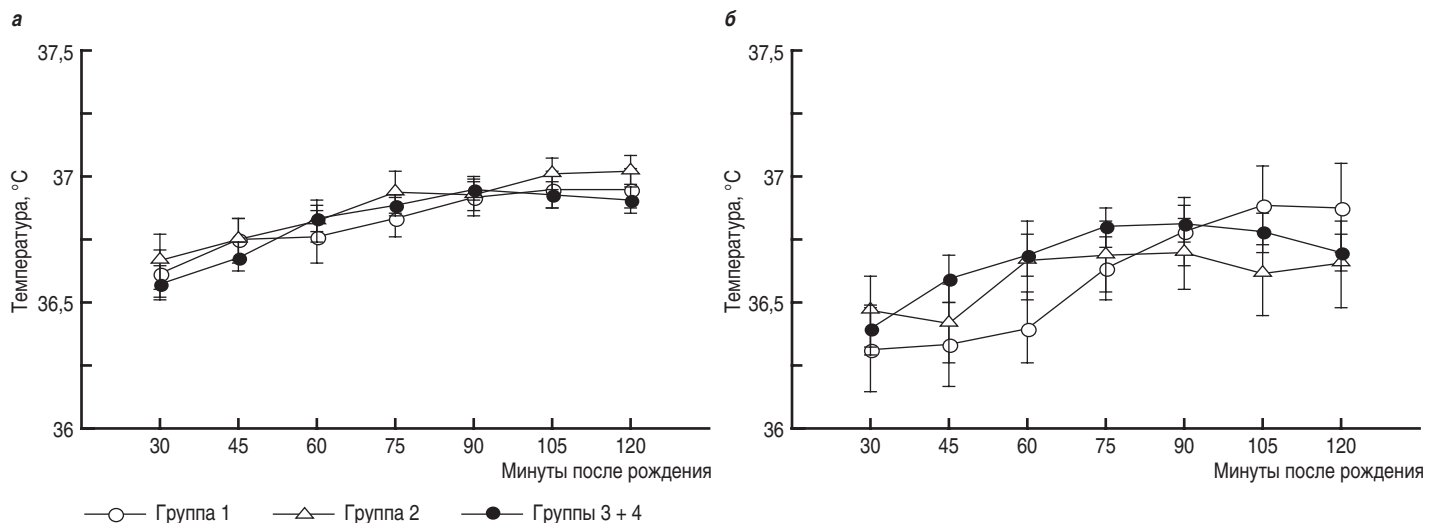 а
37,5
37
36,5
36
Температура, °C
30 45 60 75 90 105 120
Минуты после рождения
б
37,5
37
36,5
36
Температура, °C
30 45 60 75 90 105 120
Минуты после рождения
Группа 1 Группа 2 Группы 3 + 4